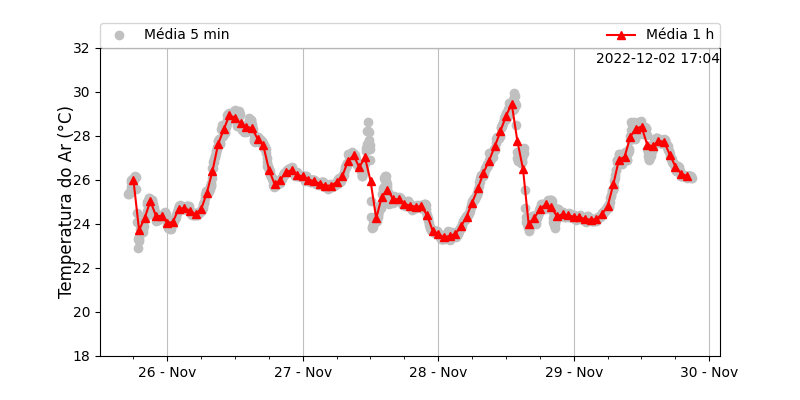 Média 5 min
Média 1 h
2022-12-02 17:04
Temperatura do Ar (°C)
32
30
28
26
24
22
20
18
26 - Nov
27 - Nov
28 - Nov
29 - Nov
30 - Nov